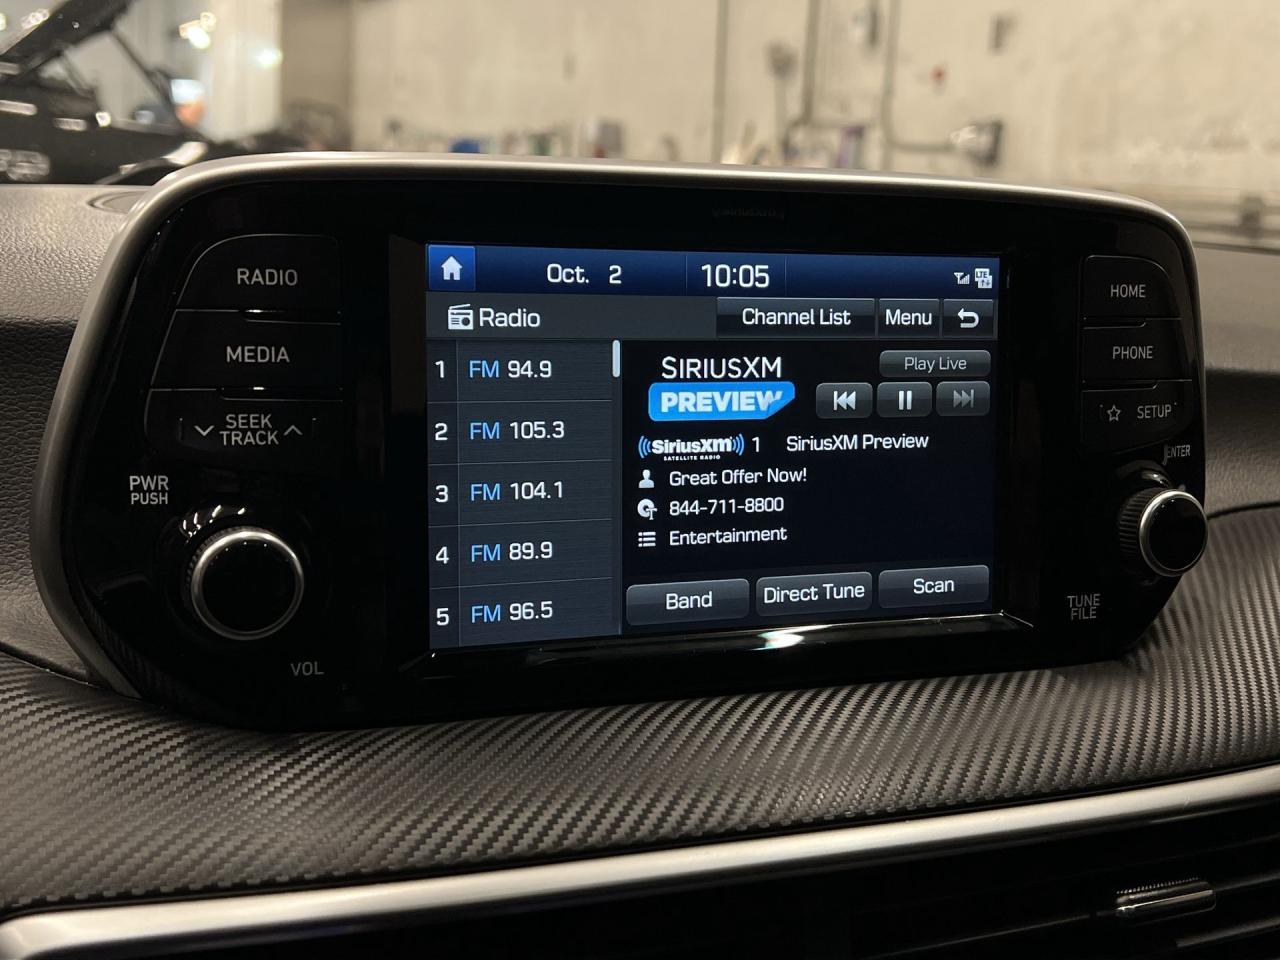 Oct. 2
10:05
LTE
Radio
Channel List
Menu
RADIO
MEDIA
SEEK
TRACK
PWR
PUSH
VOL
1 FM 94.9
2 FM 105.3
3 FM 104.1
4 FM 89.9
5 FM 96.5
SIRIUSXM
PREVIEW
Play Live
SiriusXM 1 SiriusXM Preview
SATELLITE RADIO
Great Offer Now!
844-711-8800
Entertainment
Band
Direct Tune
Scan
HOME
PHONE
SETUP
ENTER
TUNE
FILE